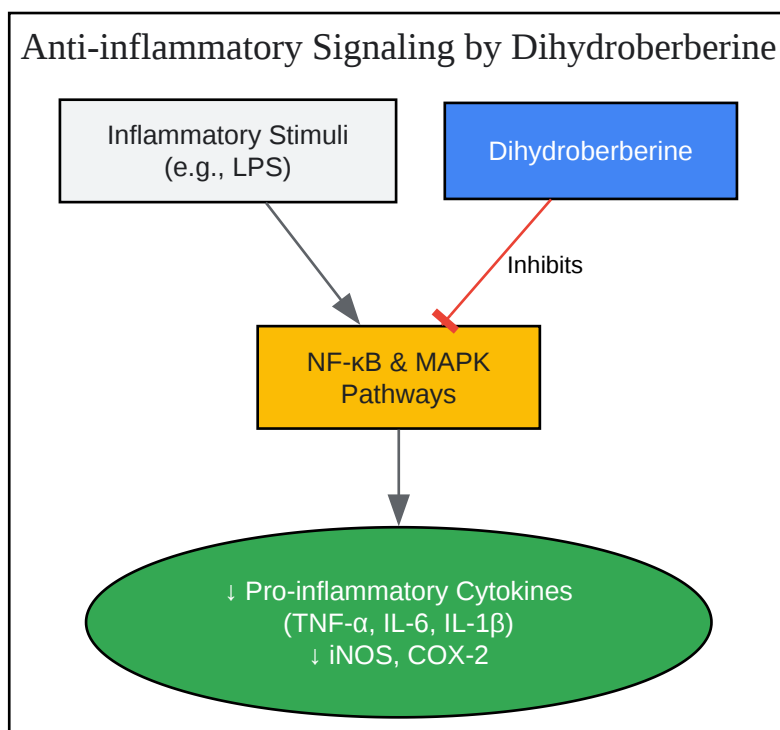 Anti-inflammatory Signaling by Dihydroberberine
Inflammatory Stimuli
(e.g., LPS)
Dihydroberberine
Inhibits
NF-κB & MAPK
Pathways
↓ Pro-inflammatory Cytokines
(TNF-α, IL-6, IL-1β)
↓ iNOS, COX-2